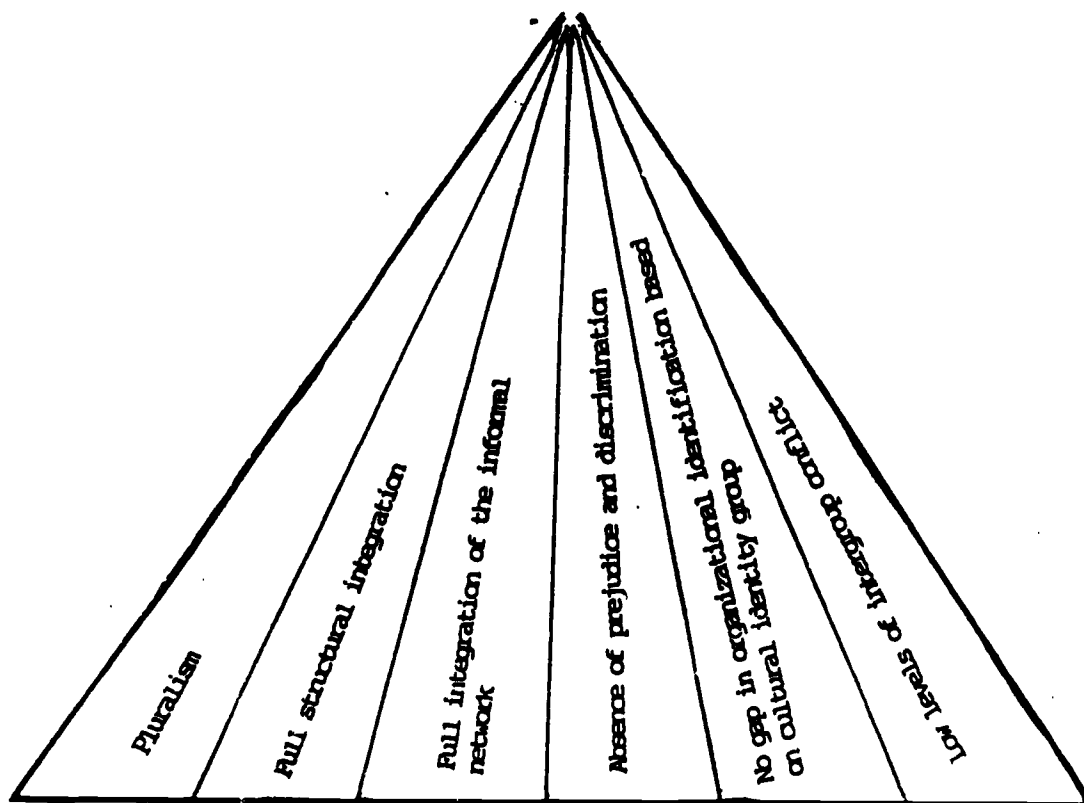 Pluralism
Full structural integration
Full integration of the informal
network
Absence of prejudice and discrimination
No gap in organizational identification based
on cultural identity group
Low levels of intergroup conflict.